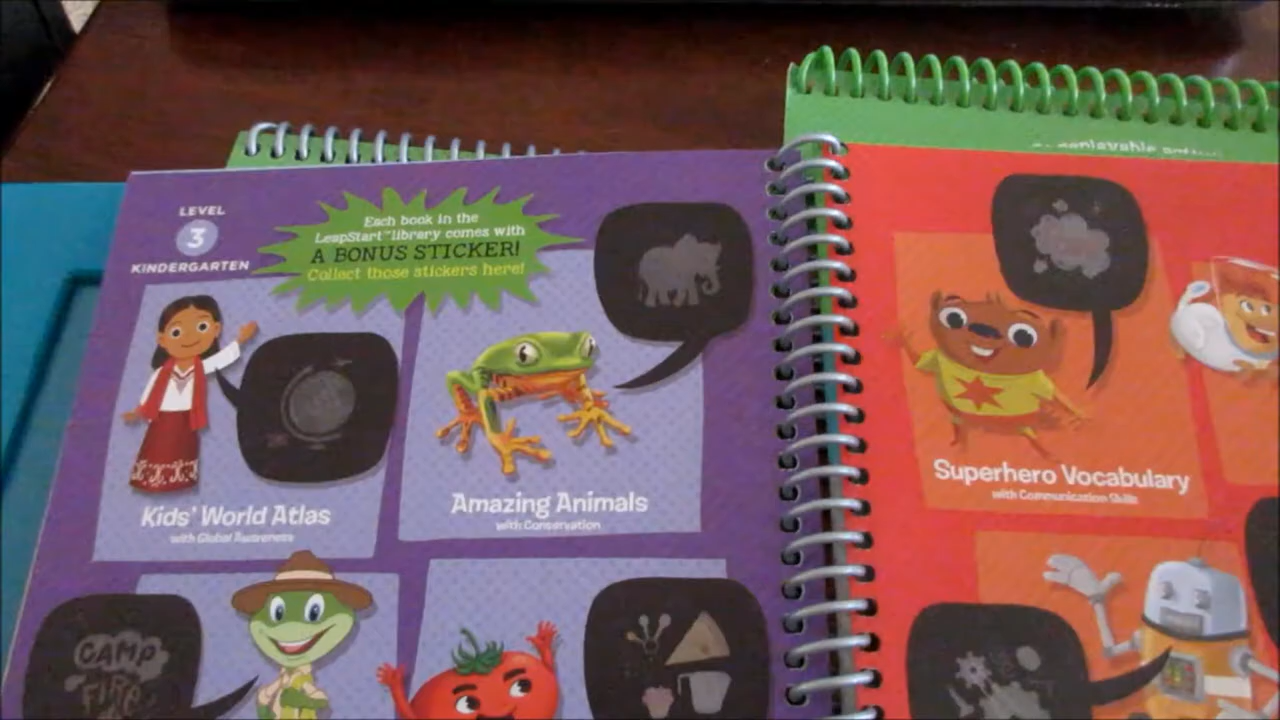 LEVEL
3
KINDERGARTEN
Each book in the
LeapStart™ library comes with
A BONUS STICKER!
Collect those stickers here!
Kids' World Atlas
with Global Awareness
Amazing Animals
with Conservation
CAMP
FIRE
Superhero Vocabulary
with Communication Skills